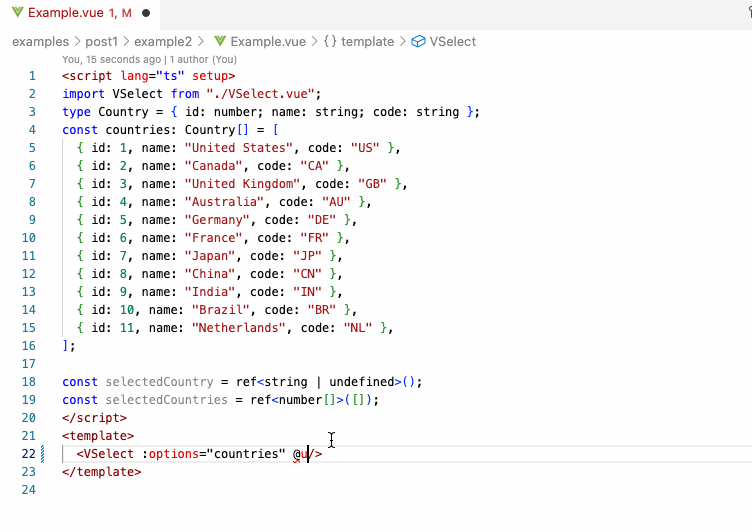 Example.vue 1, M
examples > post1 > example2 > Example.vue > {} template > VSelect
You, 15 seconds ago | 1 author (You)
1 <script lang="ts" setup>
2 import VSelect from "./VSelect.vue";
3 type Country = { id: number; name: string; code: string };
4 const countries: Country[] = [
5 { id: 1, name: "United States", code: "US" },
6 { id: 2, name: "Canada", code: "CA" },
7 { id: 3, name: "United Kingdom", code: "GB" },
8 { id: 4, name: "Australia", code: "AU" },
9 { id: 5, name: "Germany", code: "DE" },
10 { id: 6, name: "France", code: "FR" },
11 { id: 7, name: "Japan", code: "JP" },
12 { id: 8, name: "China", code: "CN" },
13 { id: 9, name: "India", code: "IN" },
14 { id: 10, name: "Brazil", code: "BR" },
15 { id: 11, name: "Netherlands", code: "NL" },
16 ];
17
18 const selectedCountry = ref<string | undefined>();
19 const selectedCountries = ref<number[]>([]);
20 </script>
21 <template>
22 <VSelect :options="countries" @u/>
23 </template>
24